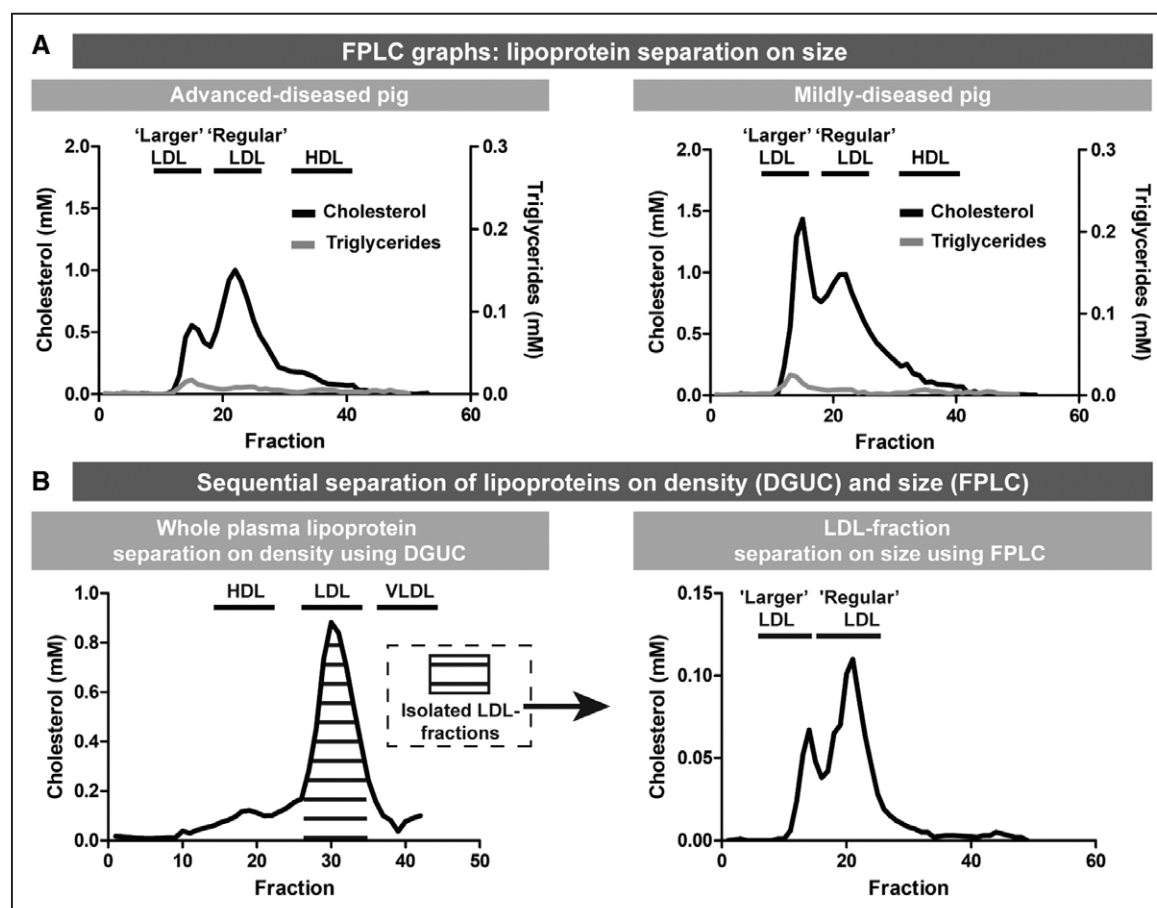 A
FPLC graphs: lipoprotein separation on size
Advanced-diseased pig
'Larger' 'Regular'
LDL LDL HDL
2.0
1.5
1.0
0.5
0.0
Cholesterol (mM)
Cholesterol
Triglycerides
0.3
0.2
0.1
0.0
Triglycerides (mM)
0 20 40 60
Fraction
Mildly-diseased pig
'Larger' 'Regular'
LDL LDL HDL
2.0
1.5
1.0
0.5
0.0
Cholesterol (mM)
Cholesterol
Triglycerides
0.3
0.2
0.1
0.0
Triglycerides (mM)
0 20 40 60
Fraction
B
Sequential separation of lipoproteins on density (DGUC) and size (FPLC)
Whole plasma lipoprotein
separation on density using DGUC
HDL LDL VLDL
1.0
0.8
0.6
0.4
0.2
0.0
Cholesterol (mM)
0 10 20 30 40 50
Fraction
Isolated LDL-
fractions
LDL-fraction
separation on size using FPLC
'Larger' 'Regular'
LDL LDL
0.15
0.10
0.05
0.00
Cholesterol (mM)
0 20 40 60
Fraction